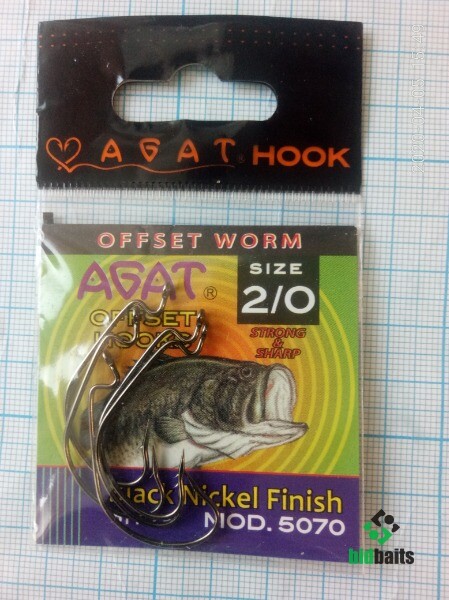 AGAT® HOOK
OFFSET WORM
AGAT®
SIZE
2/0
OFFSET
STRONG
&
SHARP
Black Nickel Finish
MOD. 5070
bidbaits